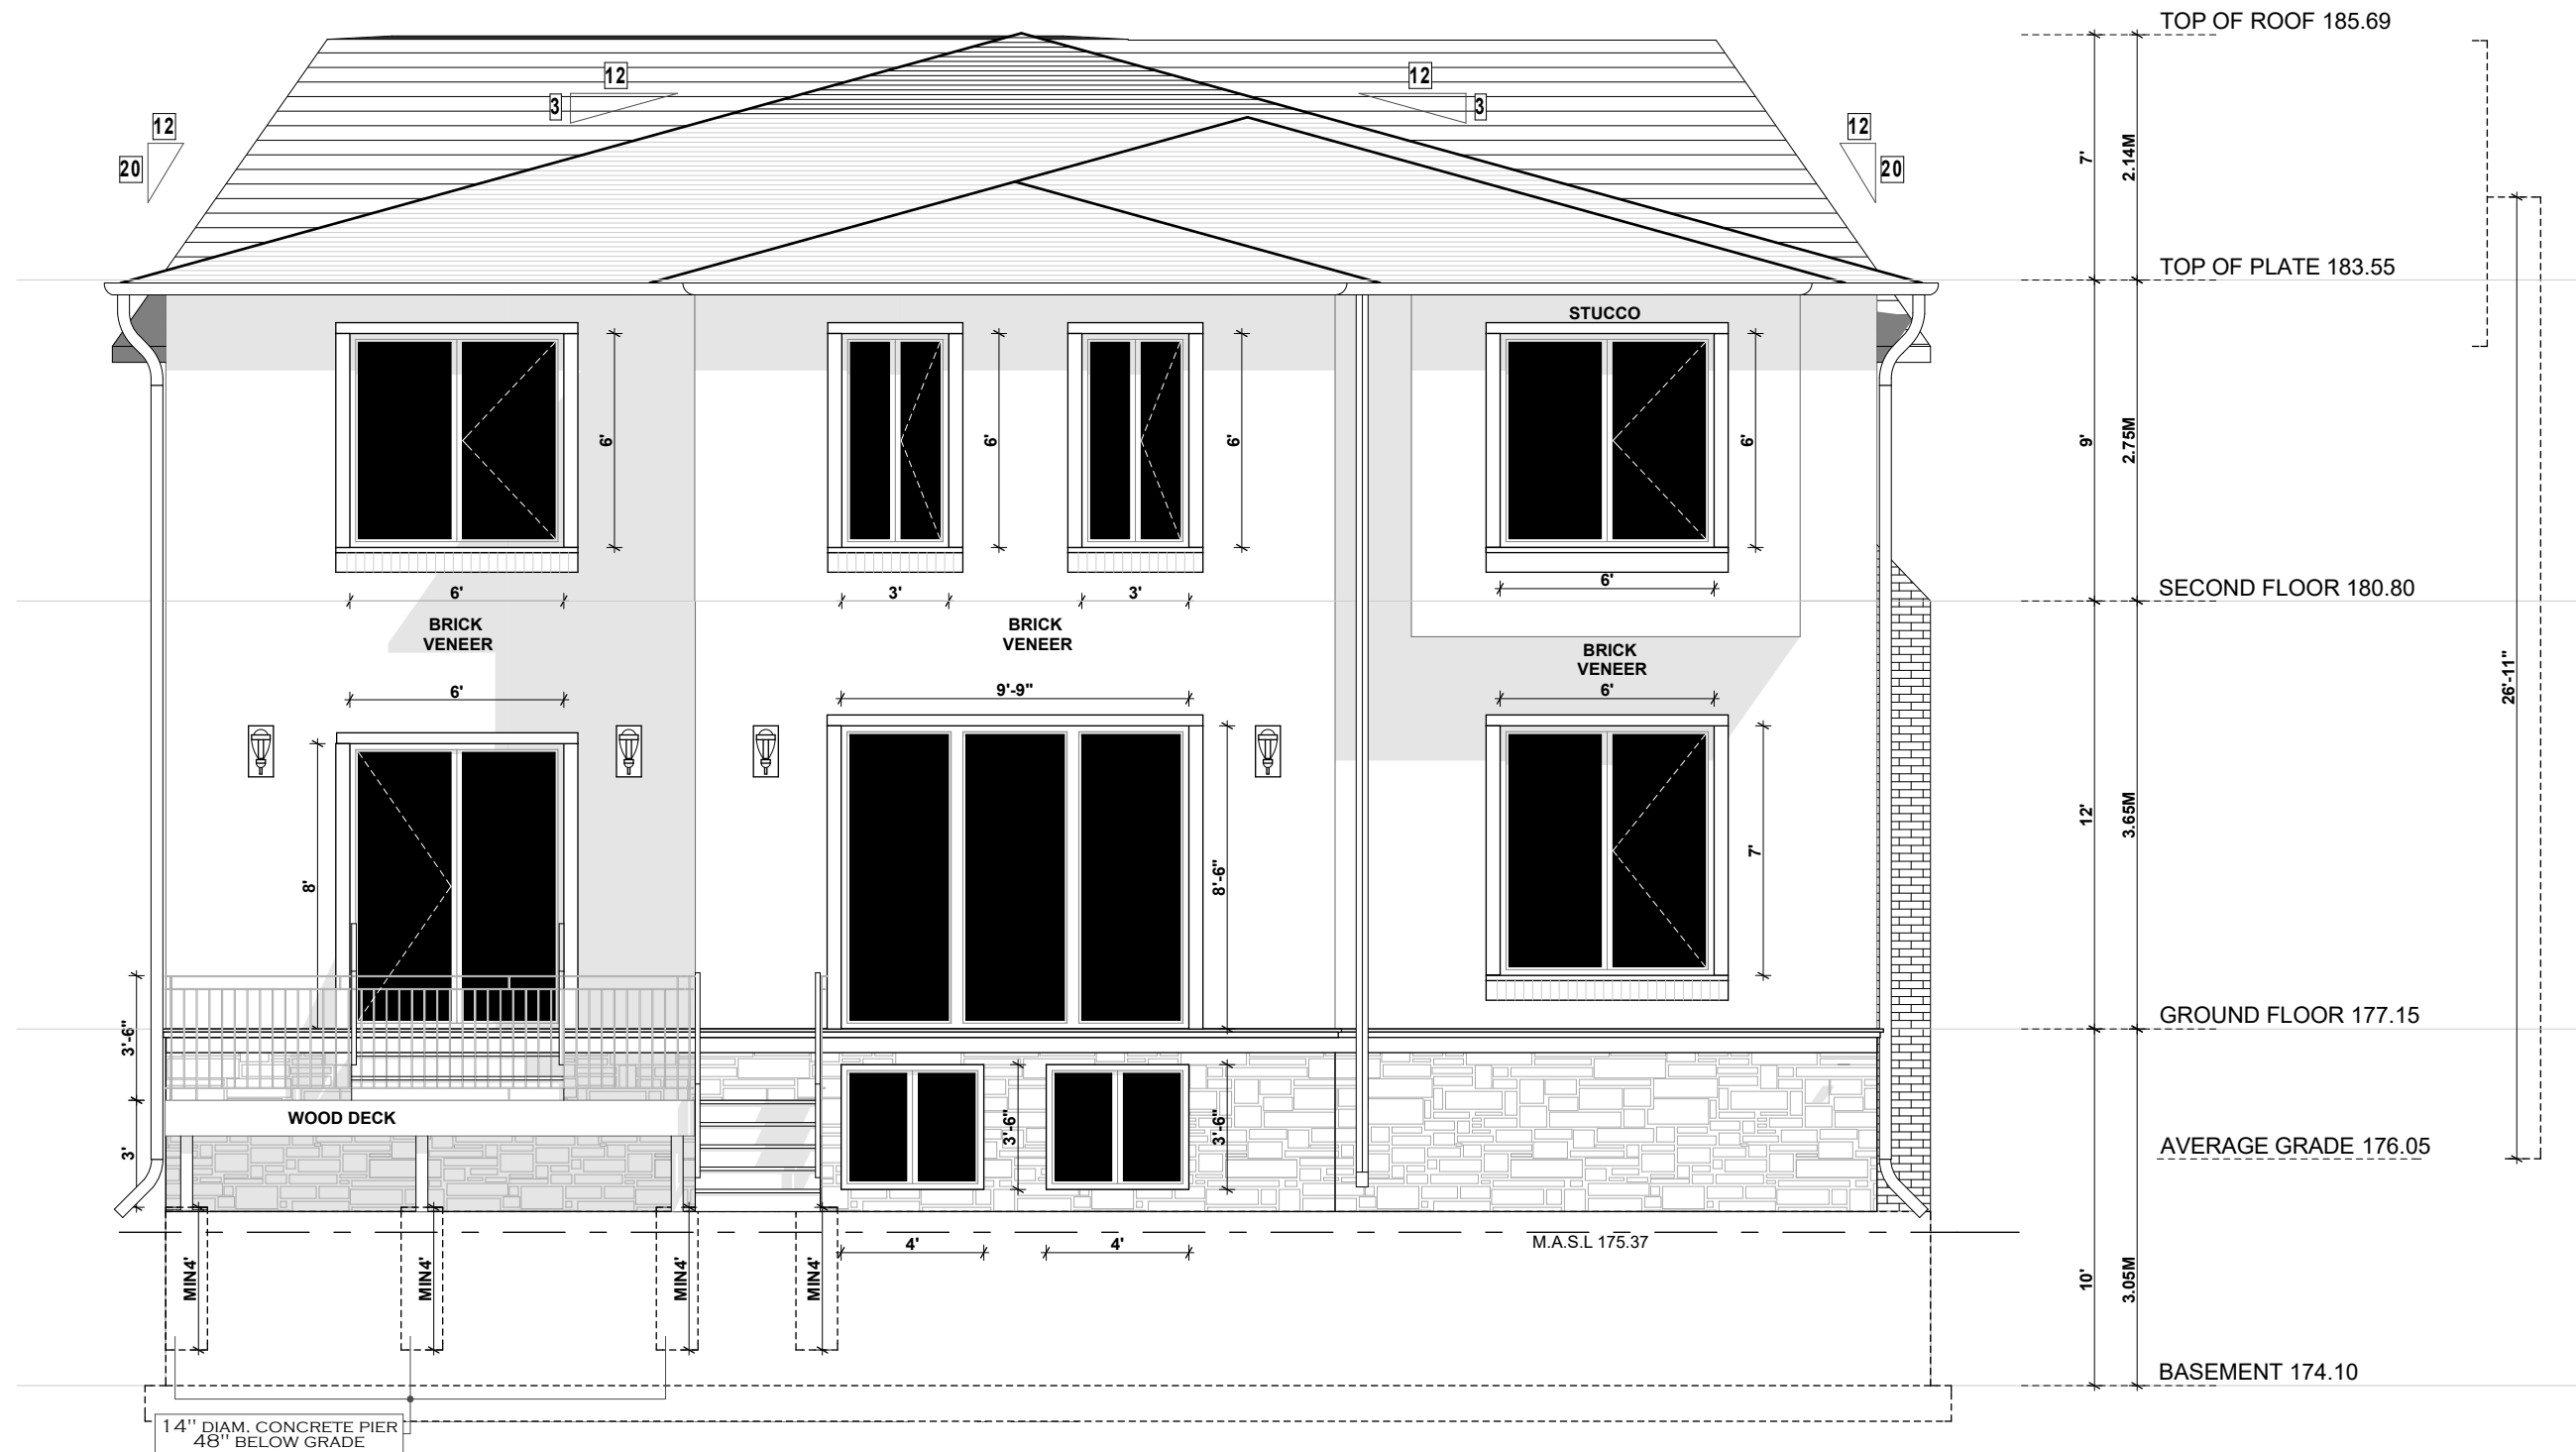 TOP OF ROOF 185.69
12
12
3
3
12
20
12
20
7'
2.14M
TOP OF PLATE 183.55
STUCCO
6'
6'
6'
6'
9'
2.75M
6'
3'
3'
6'
SECOND FLOOR 180.80
BRICK
VENEER
BRICK
VENEER
BRICK
VENEER
6'
9'-9"
6'
26'-11"
8'
8'-6"
7'
12'
3.65M
GROUND FLOOR 177.15
3'-6"
WOOD DECK
3'
3'-6"
3'-6"
AVERAGE GRADE 176.05
4'
4'
M.A.S.L 175.37
MIN4'
MIN4'
MIN4'
MIN4'
10'
3.05M
BASEMENT 174.10
14" DIAM. CONCRETE PIER
48" BELOW GRADE